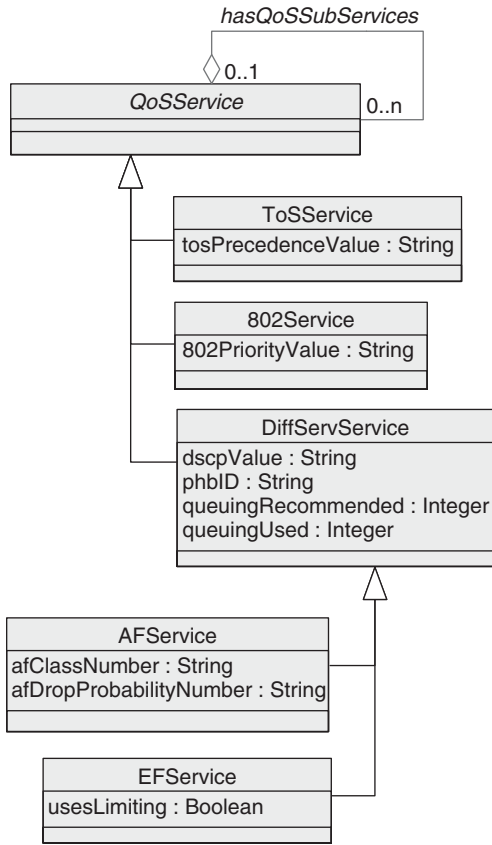 hasQoSSubServices
0..1
QoSService
0..n
ToSService
tosPrecedenceValue : String
802Service
802PriorityValue : String
DiffServService
dscpValue : String
phbID : String
queuingRecommended : Integer
queuingUsed : Integer
AFService
afClassNumber : String
afDropProbabilityNumber : String
EFService
usesLimiting : Boolean